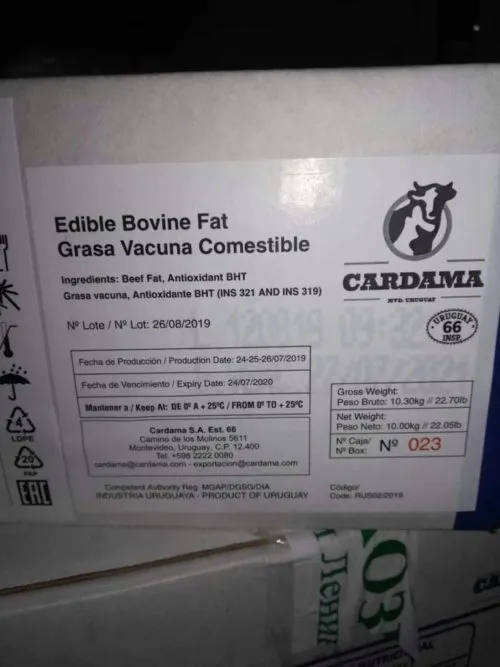 Edible Bovine Fat
Grasa Vacuna Comestible
Ingredients: Beef Fat, Antioxidant BHT
Grasa vacuna, Antioxidante BHT (INS 321 AND INS 319)
Nº Lote / Nº Lot: 26/08/2019
Fecha de Producción / Production Date: 24-25-26/07/2019
Fecha de Vencimiento / Expiry Date: 24/07/2020
Mantener a / Keep At: DE 0º A + 25ºC / FROM 0º TO + 25ºC
Cardama S.A. Est. 66
Camino de los Molinos 5611
Montevideo, Uruguay, C.P. 12.400
Tel. +598 2222 0080
cardama@cardama.com - exportacion@cardama.com
Competent Authority Reg. MGAP/DGSG/DIA
INDUSTRIA URUGUAYA - PRODUCT OF URUGUAY
CARDAMA
MVD. URUGUAY
URUGUAY
66
INSP.
Gross Weight:
Peso Bruto: 10.30kg // 22.70lb
Net Weight:
Peso Neto: 10.00kg // 22.05lb
Nº Caja/
Nº Box:
Nº 023
Código/
Code: RUS02/2019
4
LDPE
20
PAP
EAC
ОЗ
Ленин